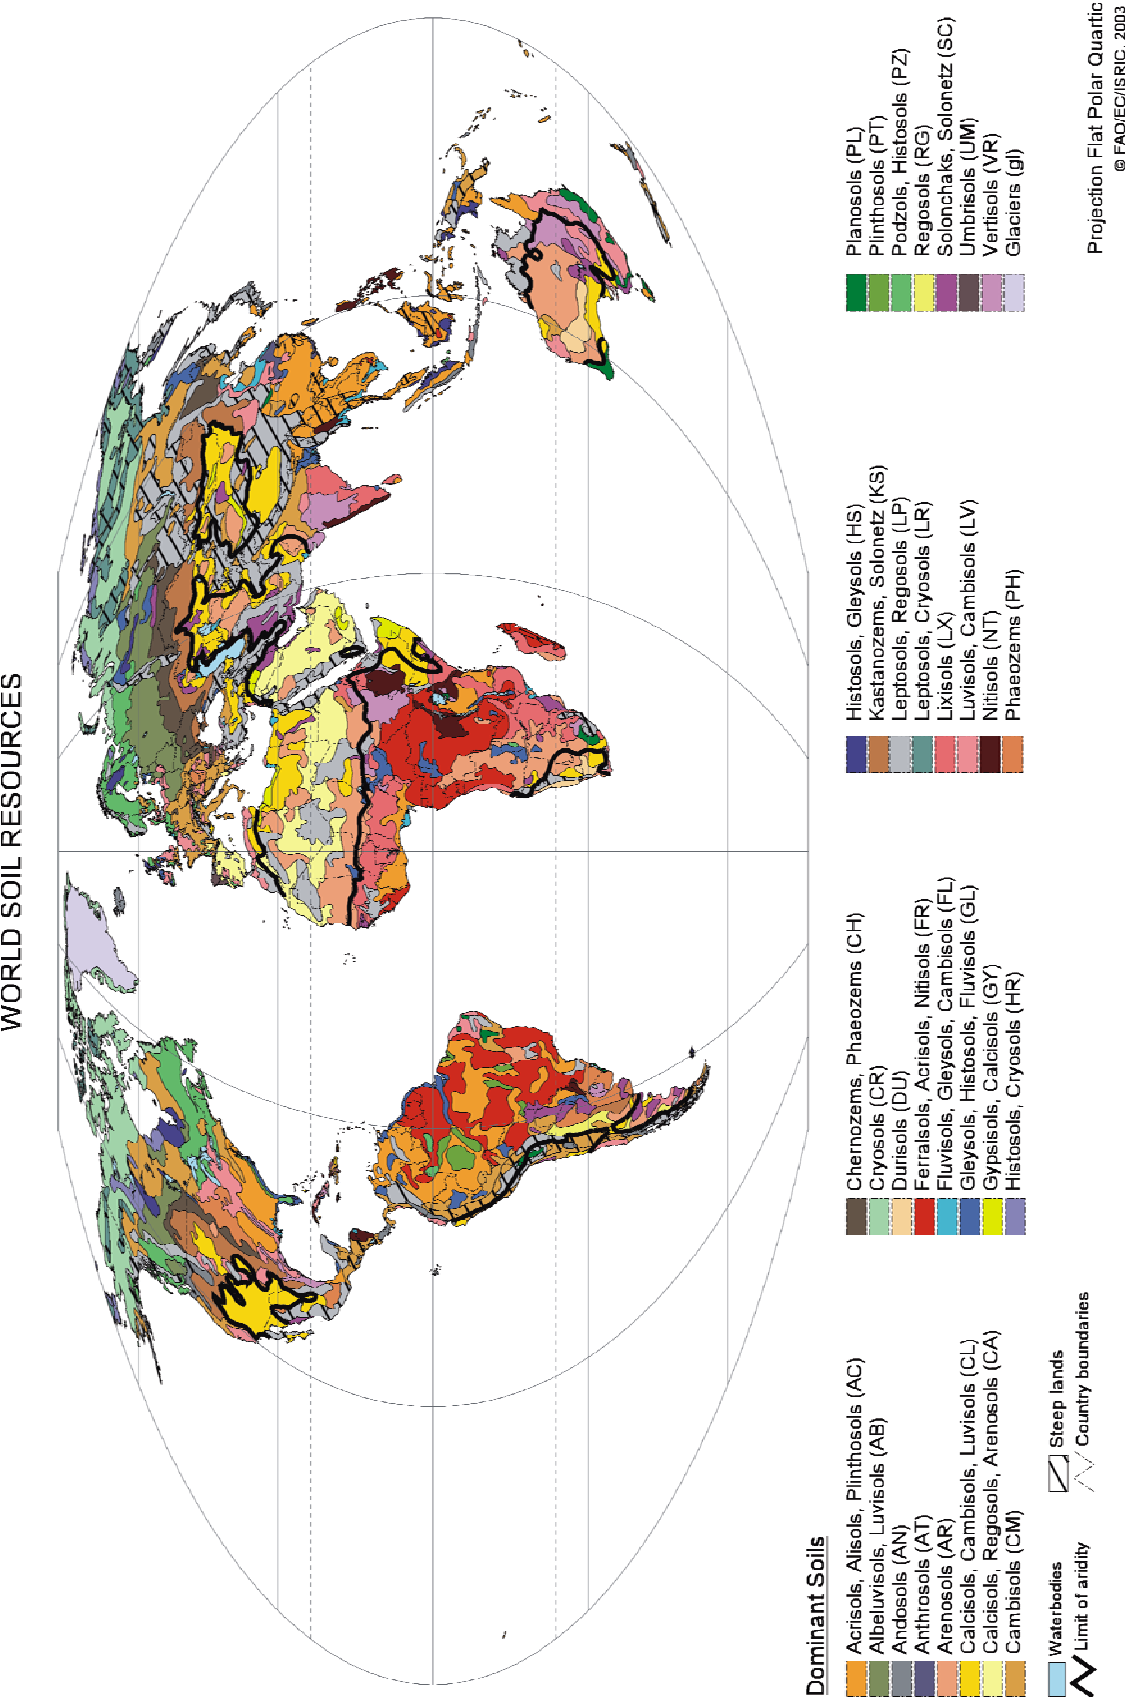 WORLD SOIL RESOURCES
Dominant Soils
Acrisols, Alisols, Plinthosols (AC)
Albeluvisols, Luvisols (AB)
Andosols (AN)
Anthrosols (AT)
Arenosols (AR)
Calcisols, Cambisols, Luvisols (CL)
Calcisols, Regosols, Arenosols (CA)
Cambisols (CM)
Chernozems, Phaeozems (CH)
Cryosols (CR)
Durisols (DU)
Ferralsols, Acrisols, Nitisols (FR)
Fluvisols, Gleysols, Cambisols (FL)
Gleysols, Histosols, Fluvisols (GL)
Gypsisols, Calcisols (GY)
Histosols, Cryosols (HR)
Histosols, Gleysols (HS)
Kastanozems, Solonetz (KS)
Leptosols, Regosols (LP)
Leptosols, Cryosols (LR)
Lixisols (LX)
Luvisols, Cambisols (LV)
Nitisols (NT)
Phaeozems (PH)
Planosols (PL)
Plinthosols (PT)
Podzols, Histosols (PZ)
Regosols (RG)
Solonchaks, Solonetz (SC)
Umbrisols (UM)
Vertisols (VR)
Glaciers (gl)
Waterbodies
Limit of aridity
Steep lands
Country boundaries
Projection Flat Polar Quartic
© FAO/EC/ISRIC, 2003